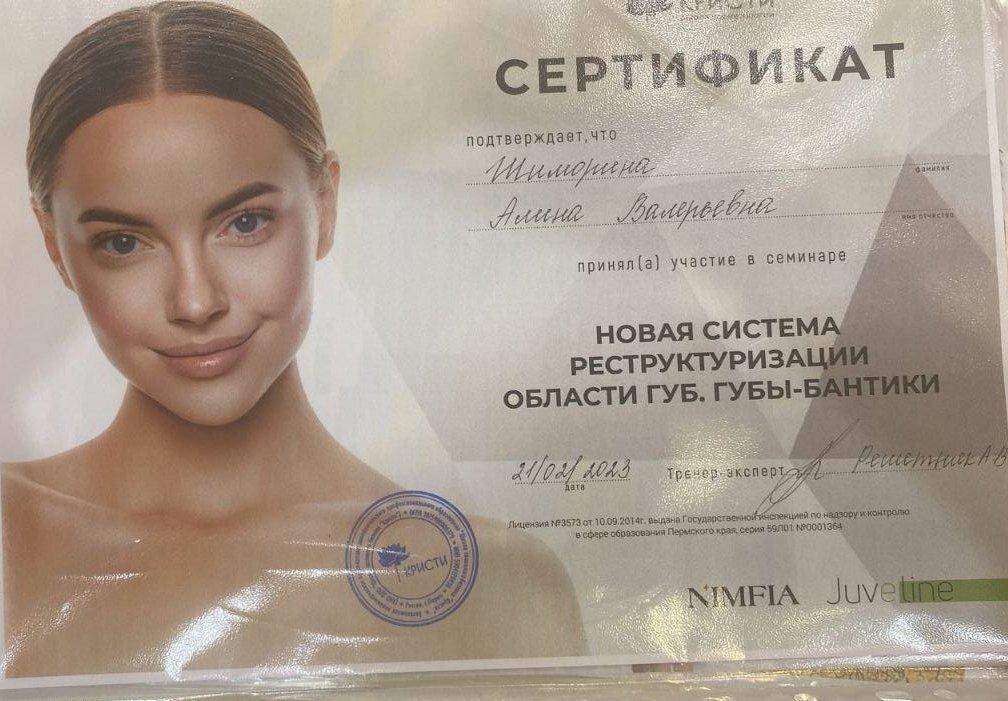 КРИСТИ
СЕРТИФИКАТ
подтверждает,что
Шиморина
фамилия
Алина Валерьевна
имя отчество
принял(а) участие в семинаре
НОВАЯ СИСТЕМА
РЕСТРУКТУРИЗАЦИИ
ОБЛАСТИ ГУБ. ГУБЫ-БАНТИКИ
21/02/2023 Тренер-эксперт Решетник А В
дата
Лицензия №3573 от 10.09.2014г. выдана Государственной инспекцией по надзору и контролю
в сфере образования Пермского края, серия 59Л01 №0001364
КРИСТИ
NIMFIA Juveline